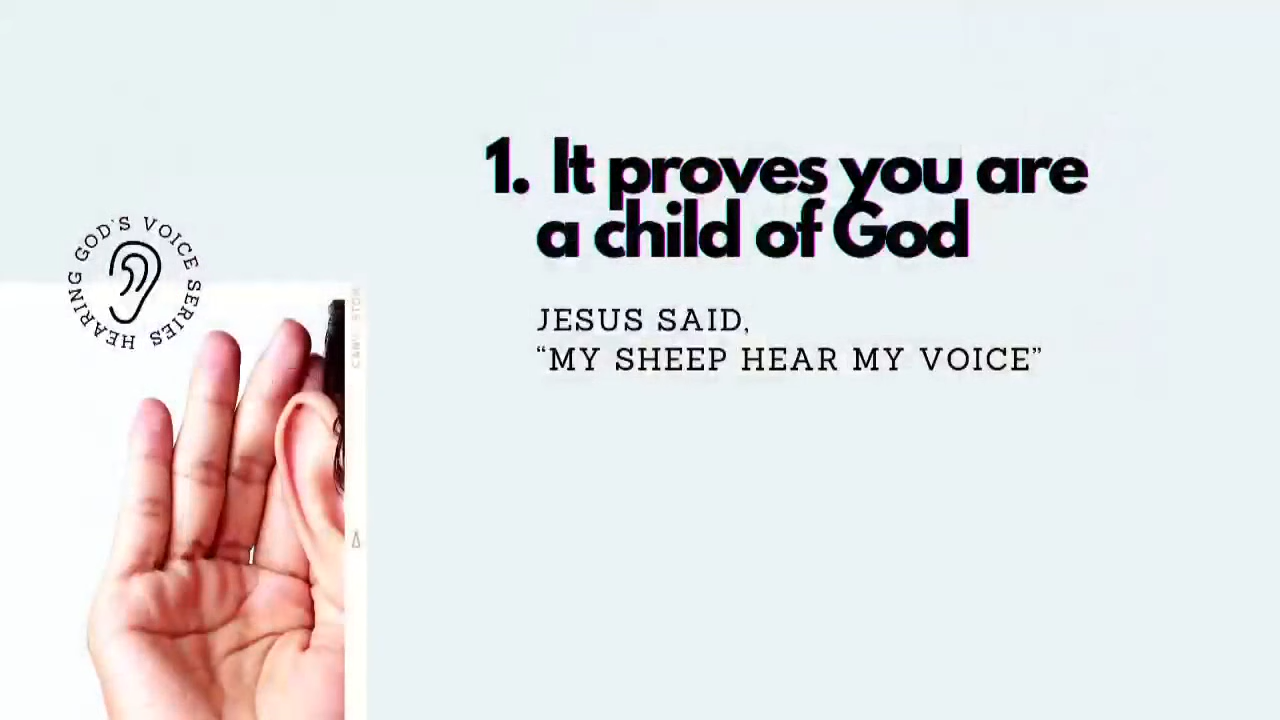 1. It proves you are
a child of God
JESUS SAID,
“MY SHEEP HEAR MY VOICE”
HEARING GOD'S VOICE SERIES